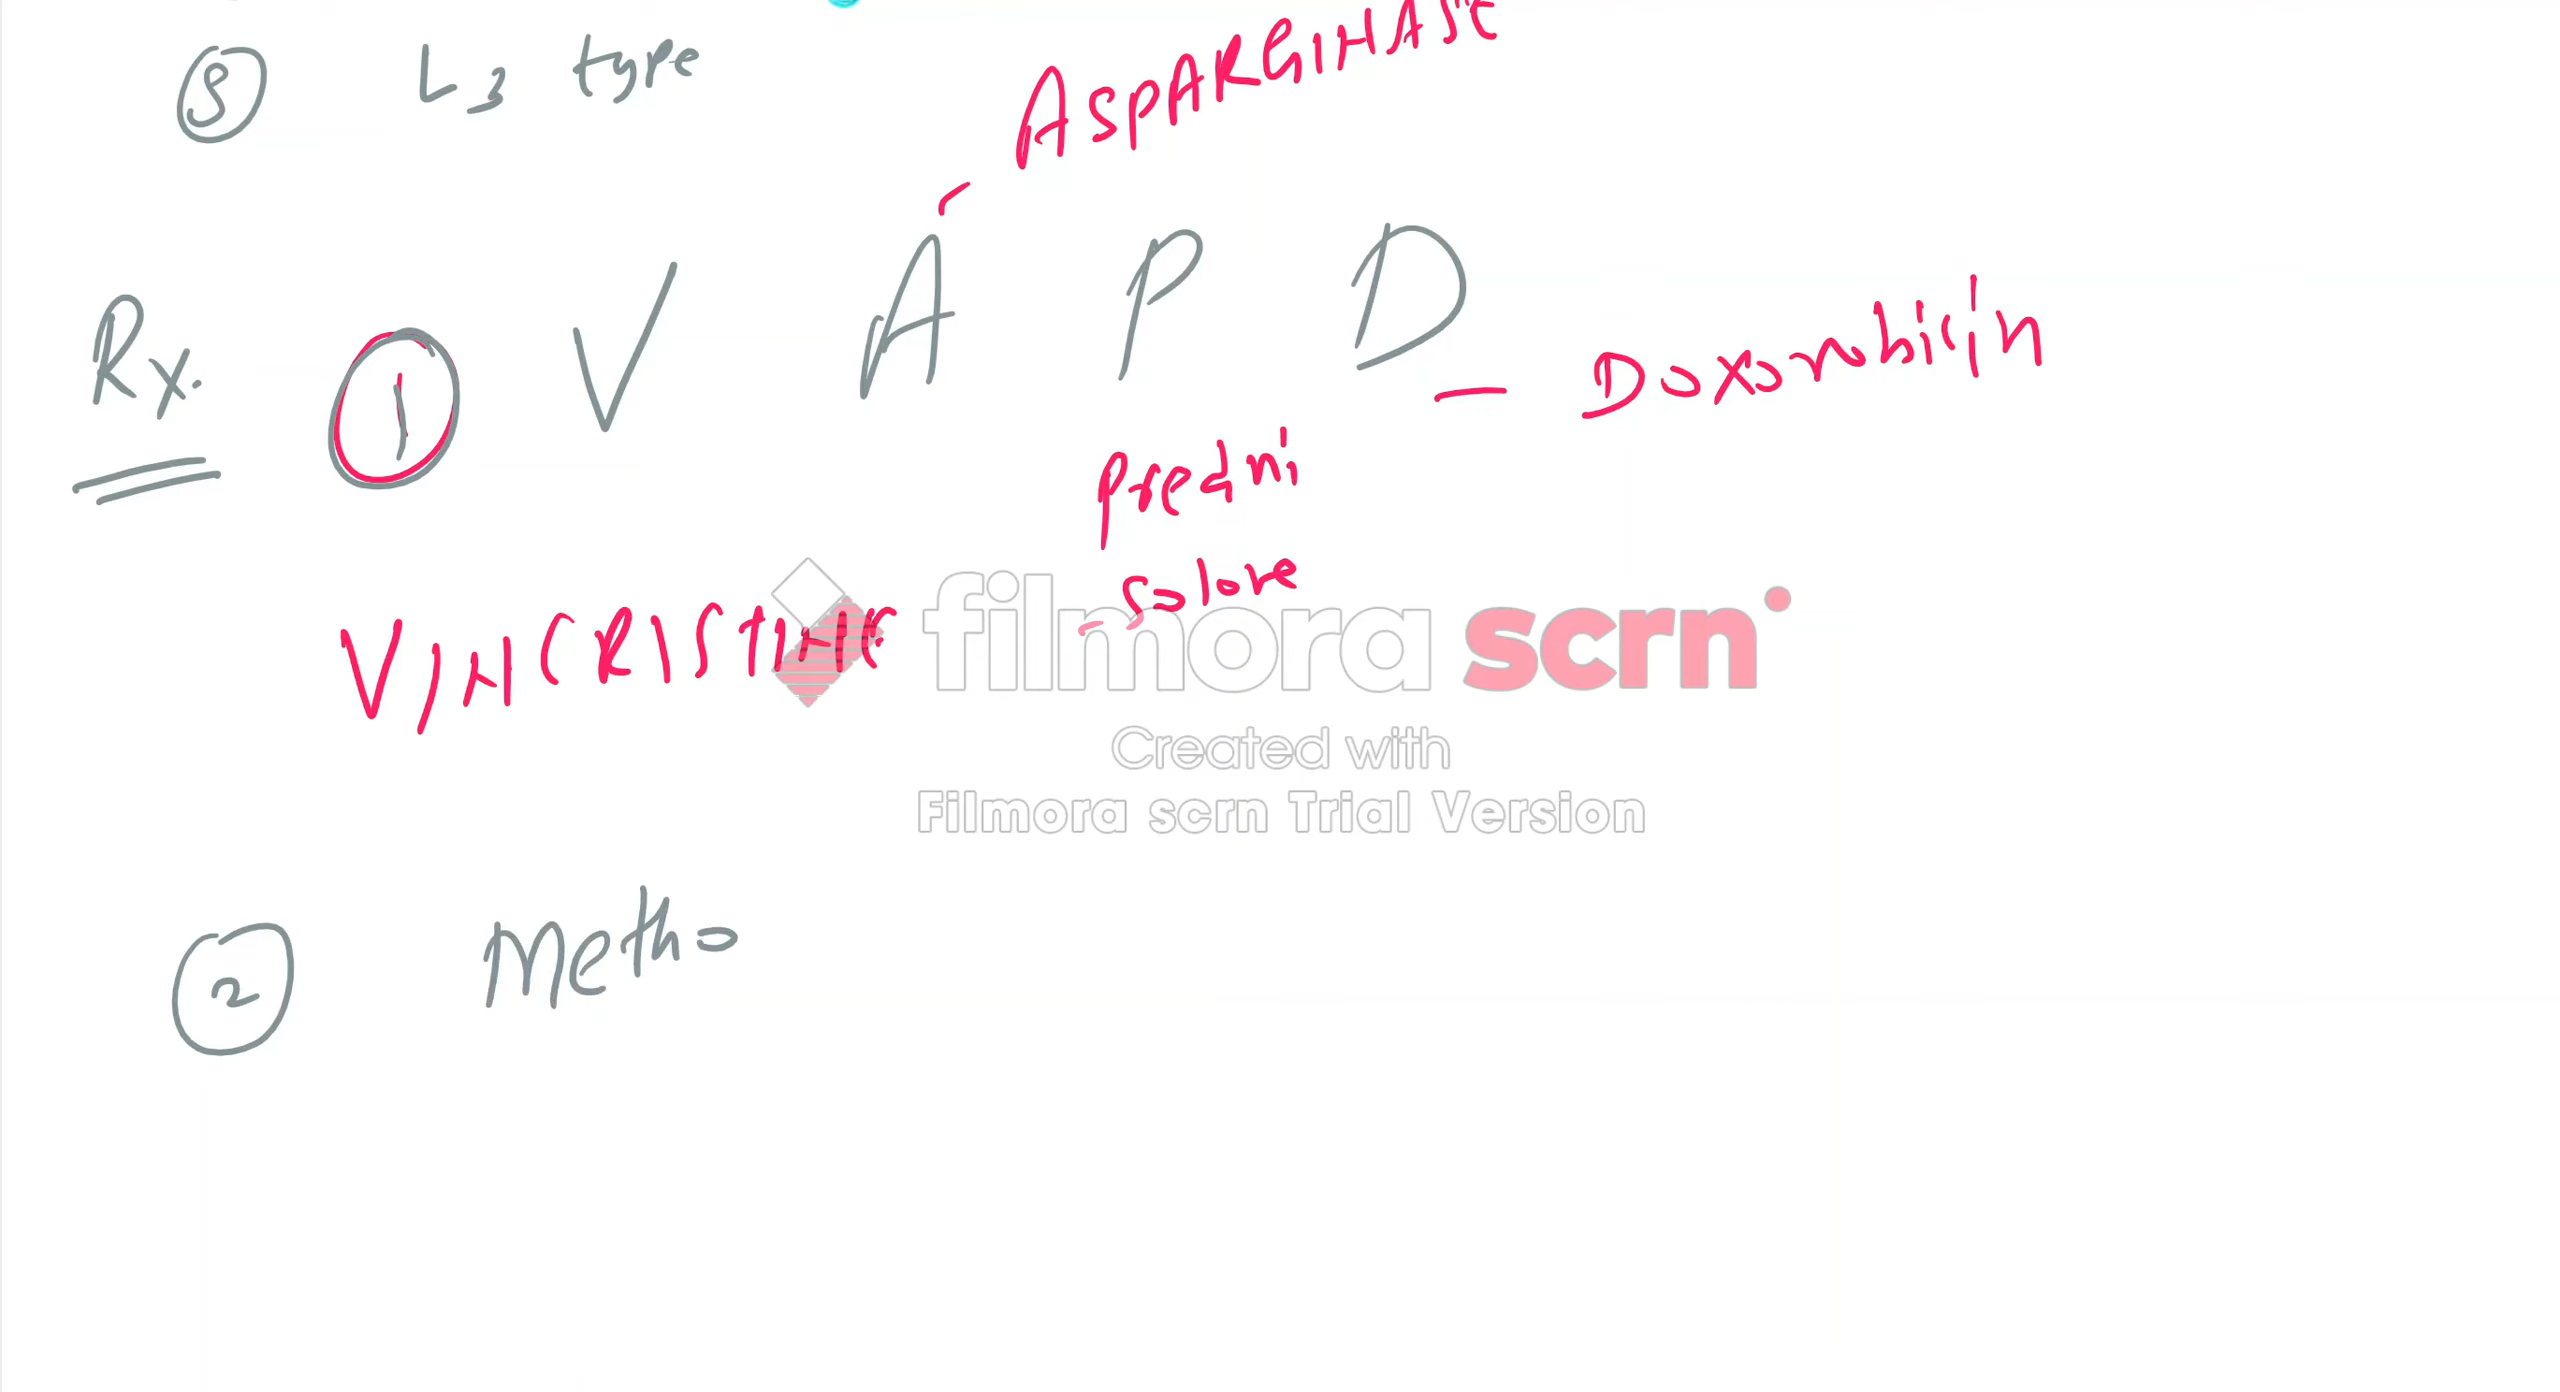 ③ L3 type
ASPARGINASE
Rx. ① V A P D
- Doxorubicin
Predni
- solone
VINCRISTINE
filmora scrn
Created with
Filmora scrn Trial Version
② Metho